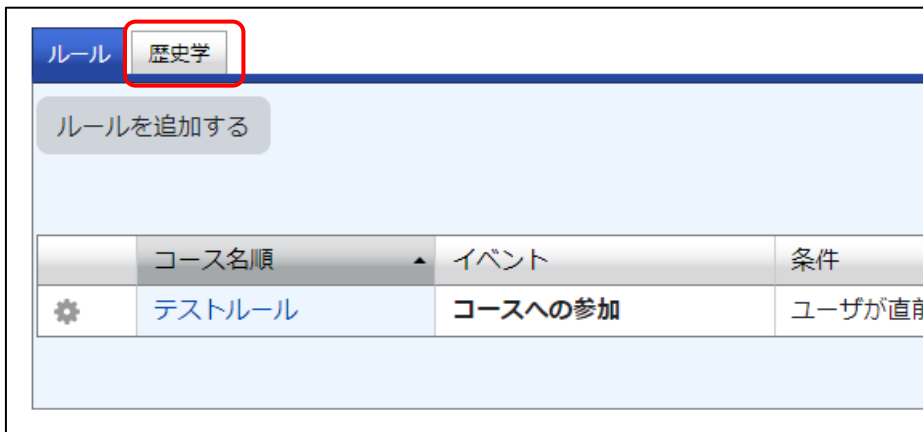 ルール 歴史学
ルールを追加する
コース名順 イベント 条件
テストルール コースへの参加 ユーザが直前